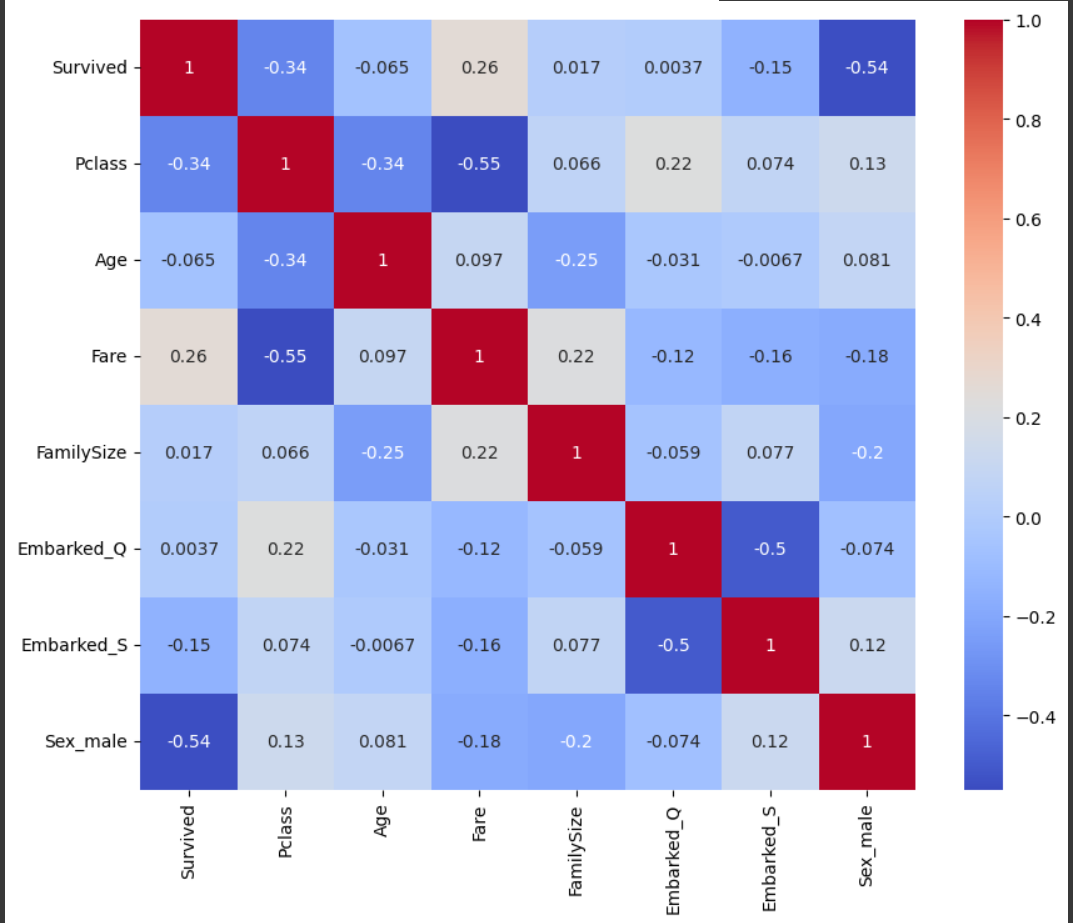 Survived 1 -0.34 -0.065 0.26 0.017 0.0037 -0.15 -0.54
Pclass -0.34 1 -0.34 -0.55 0.066 0.22 0.074 0.13
Age -0.065 -0.34 1 0.097 -0.25 -0.031 -0.0067 0.081
Fare 0.26 -0.55 0.097 1 0.22 -0.12 -0.16 -0.18
FamilySize 0.017 0.066 -0.25 0.22 1 -0.059 0.077 -0.2
Embarked_Q 0.0037 0.22 -0.031 -0.12 -0.059 1 -0.5 -0.074
Embarked_S -0.15 0.074 -0.0067 -0.16 0.077 -0.5 1 0.12
Sex_male -0.54 0.13 0.081 -0.18 -0.2 -0.074 0.12 1
Survived
Pclass
Age
Fare
FamilySize
Embarked_Q
Embarked_S
Sex_male
1.0
0.8
0.6
0.4
0.2
0.0
−0.2
−0.4